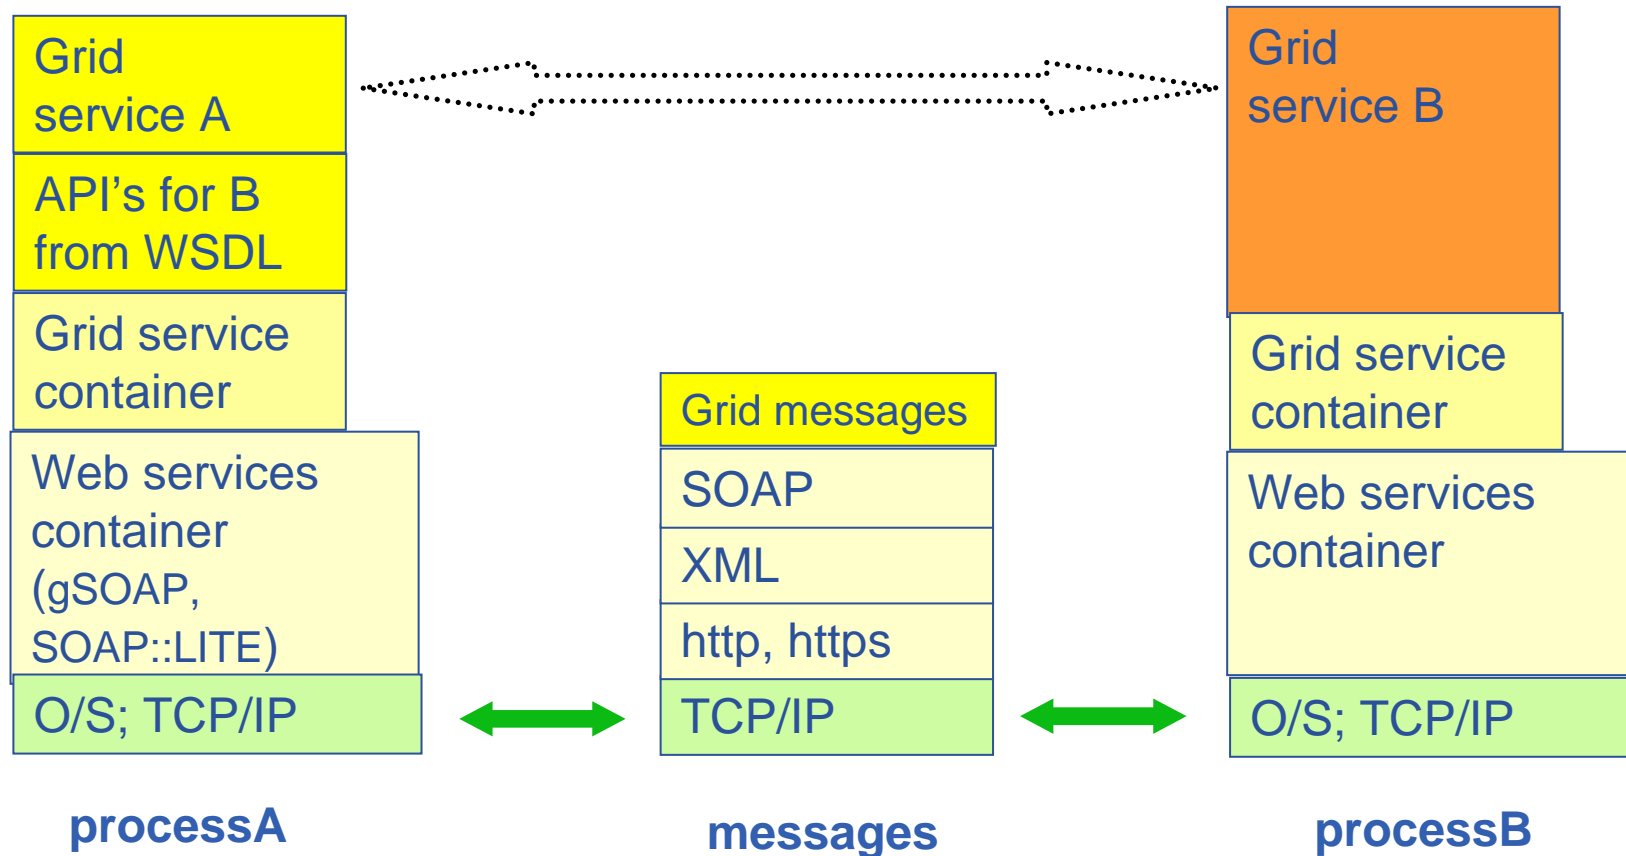 Grid
service A
API's for B
from WSDL
Grid service
container
Web services
container
(gSOAP,
SOAP::LITE)
O/S; TCP/IP
processA
Grid messages
SOAP
XML
http, https
TCP/IP
messages
Grid
service B
Grid service
container
Web services
container
O/S; TCP/IP
processB